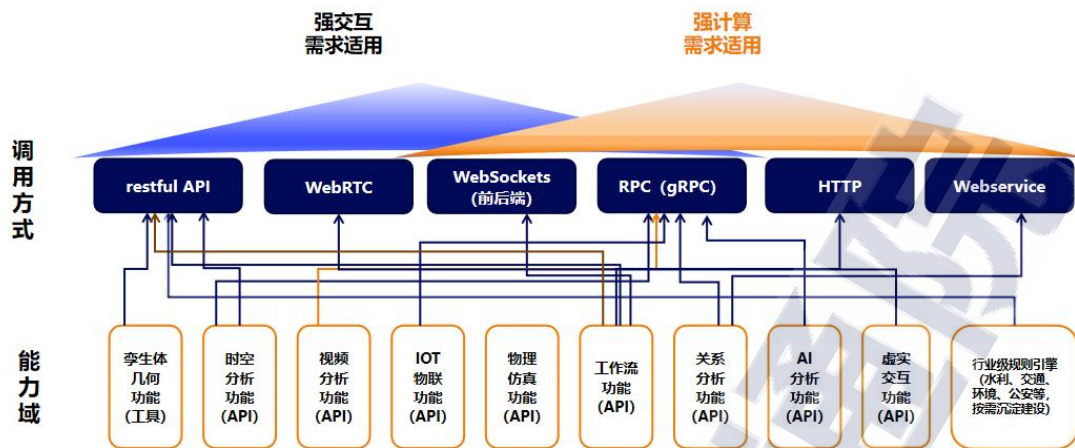 强交互
需求适用
强计算
需求适用
调用方式
restful API
WebRTC
WebSockets
(前后端)
RPC (gRPC)
HTTP
Webservice
能力域
孪生体
几何
功能
(工具)
时空
分析
功能
(API)
视频
分析
功能
(API)
IOT
物联
功能
(API)
物理
仿真
功能
(API)
工作流
功能
(API)
关系
分析
功能
(API)
AI
分析
功能
(API)
虚实
交互
功能
(API)
行业级规则引擎
(水利、交通、
环境、公安等，
按需沉淀建设)